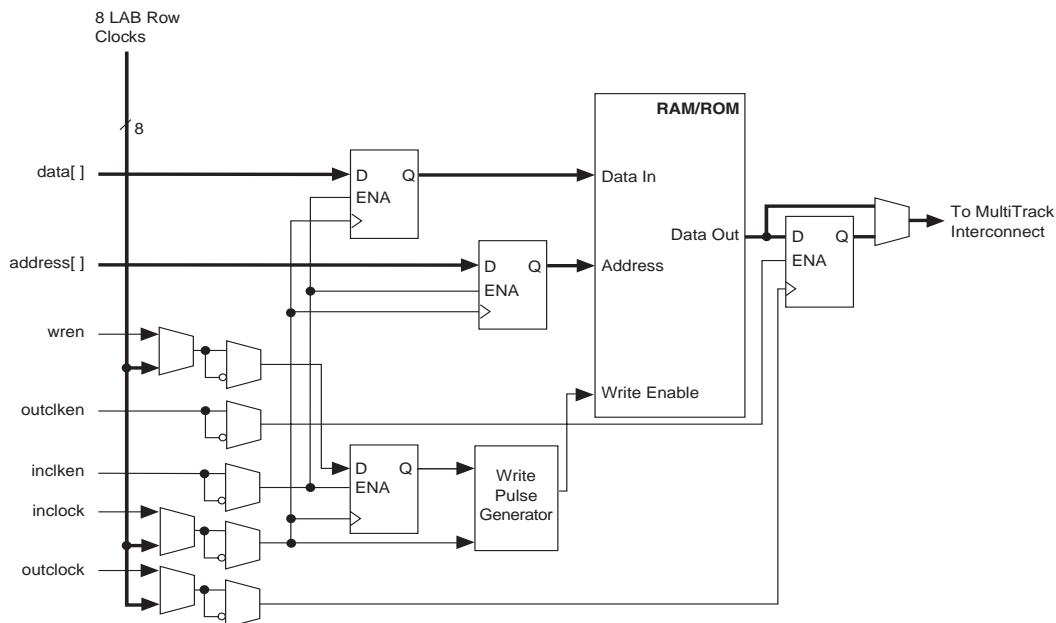 8 LAB Row
Clocks
8
RAM/ROM
data[ ]
D Q
ENA
Data In
To MultiTrack
Interconnect
Data Out
D Q
ENA
address[ ]
D Q
ENA
Address
wren
Write Enable
outclken
inclken
D Q
ENA
Write
Pulse
Generator
inclock
outclock